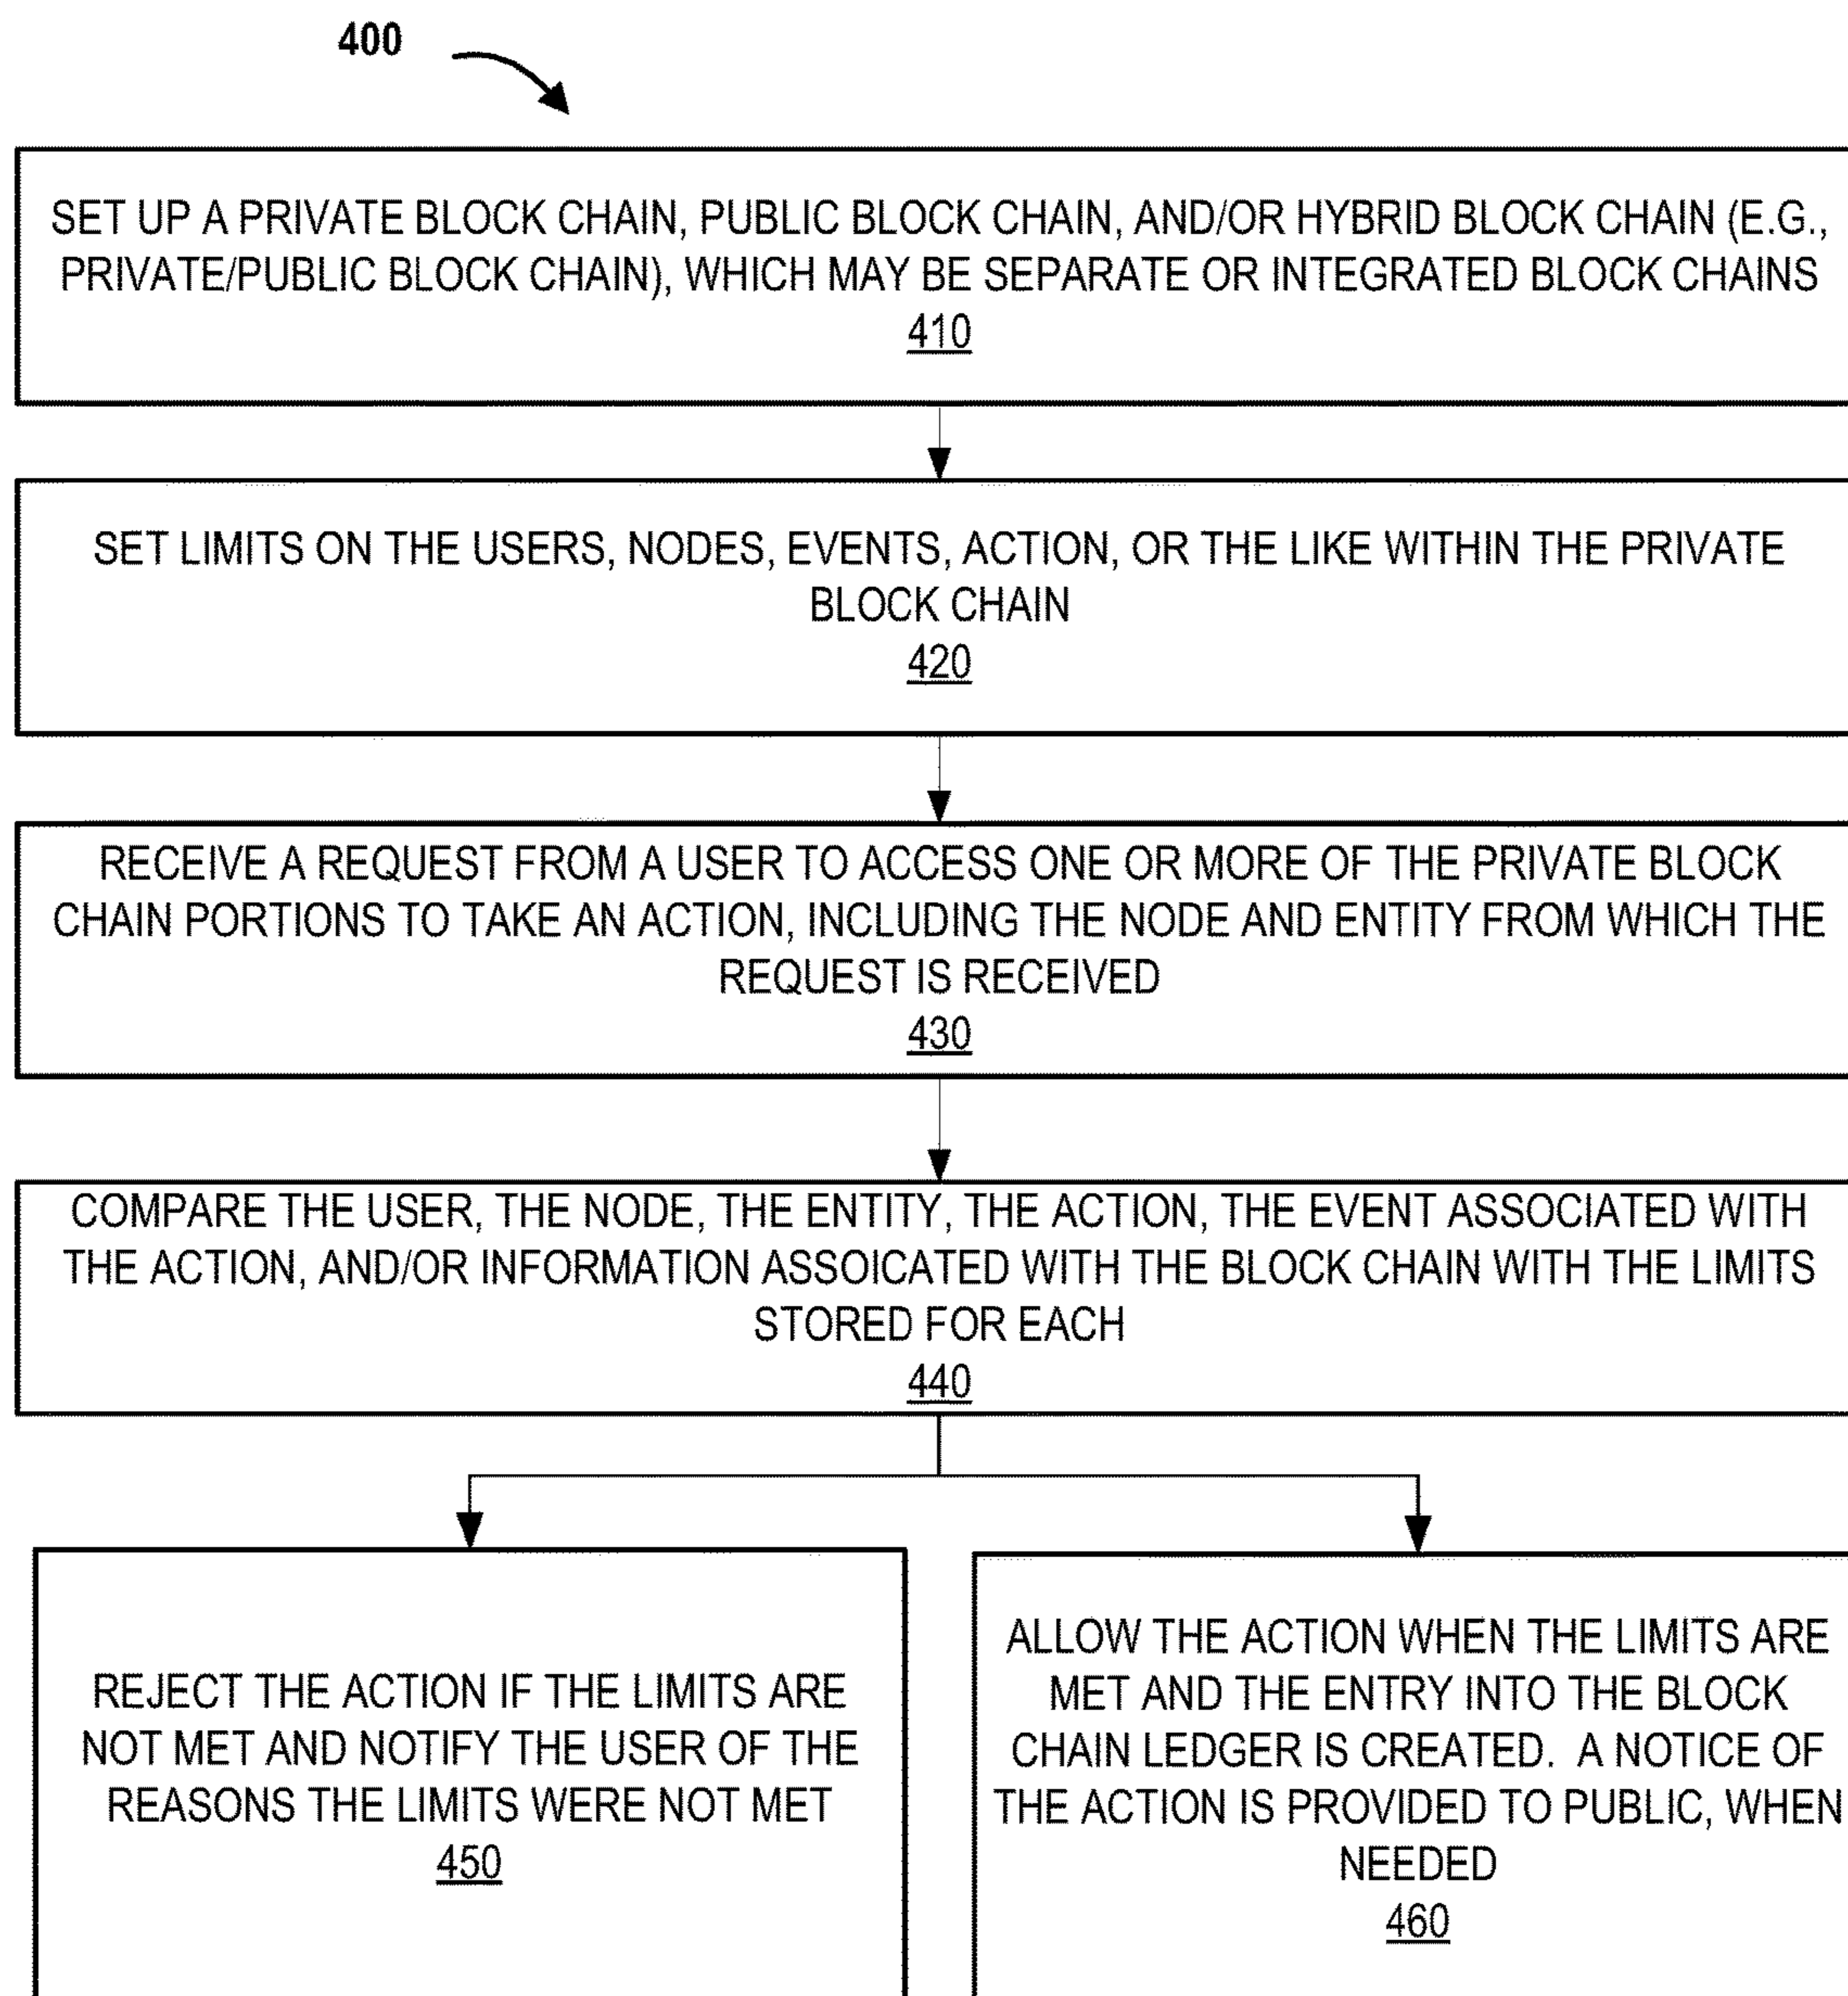 400
SET UP A PRIVATE BLOCK CHAIN, PUBLIC BLOCK CHAIN, AND/OR HYBRID BLOCK CHAIN (E.G.,
PRIVATE/PUBLIC BLOCK CHAIN), WHICH MAY BE SEPARATE OR INTEGRATED BLOCK CHAINS
410
SET LIMITS ON THE USERS, NODES, EVENTS, ACTION, OR THE LIKE WITHIN THE PRIVATE
BLOCK CHAIN
420
RECEIVE A REQUEST FROM A USER TO ACCESS ONE OR MORE OF THE PRIVATE BLOCK
CHAIN PORTIONS TO TAKE AN ACTION, INCLUDING THE NODE AND ENTITY FROM WHICH THE
REQUEST IS RECEIVED
430
COMPARE THE USER, THE NODE, THE ENTITY, THE ACTION, THE EVENT ASSOCIATED WITH
THE ACTION, AND/OR INFORMATION ASSOICATED WITH THE BLOCK CHAIN WITH THE LIMITS
STORED FOR EACH
440
REJECT THE ACTION IF THE LIMITS ARE
NOT MET AND NOTIFY THE USER OF THE
REASONS THE LIMITS WERE NOT MET
450
ALLOW THE ACTION WHEN THE LIMITS ARE
MET AND THE ENTRY INTO THE BLOCK
CHAIN LEDGER IS CREATED.  A NOTICE OF
THE ACTION IS PROVIDED TO PUBLIC, WHEN
NEEDED
460